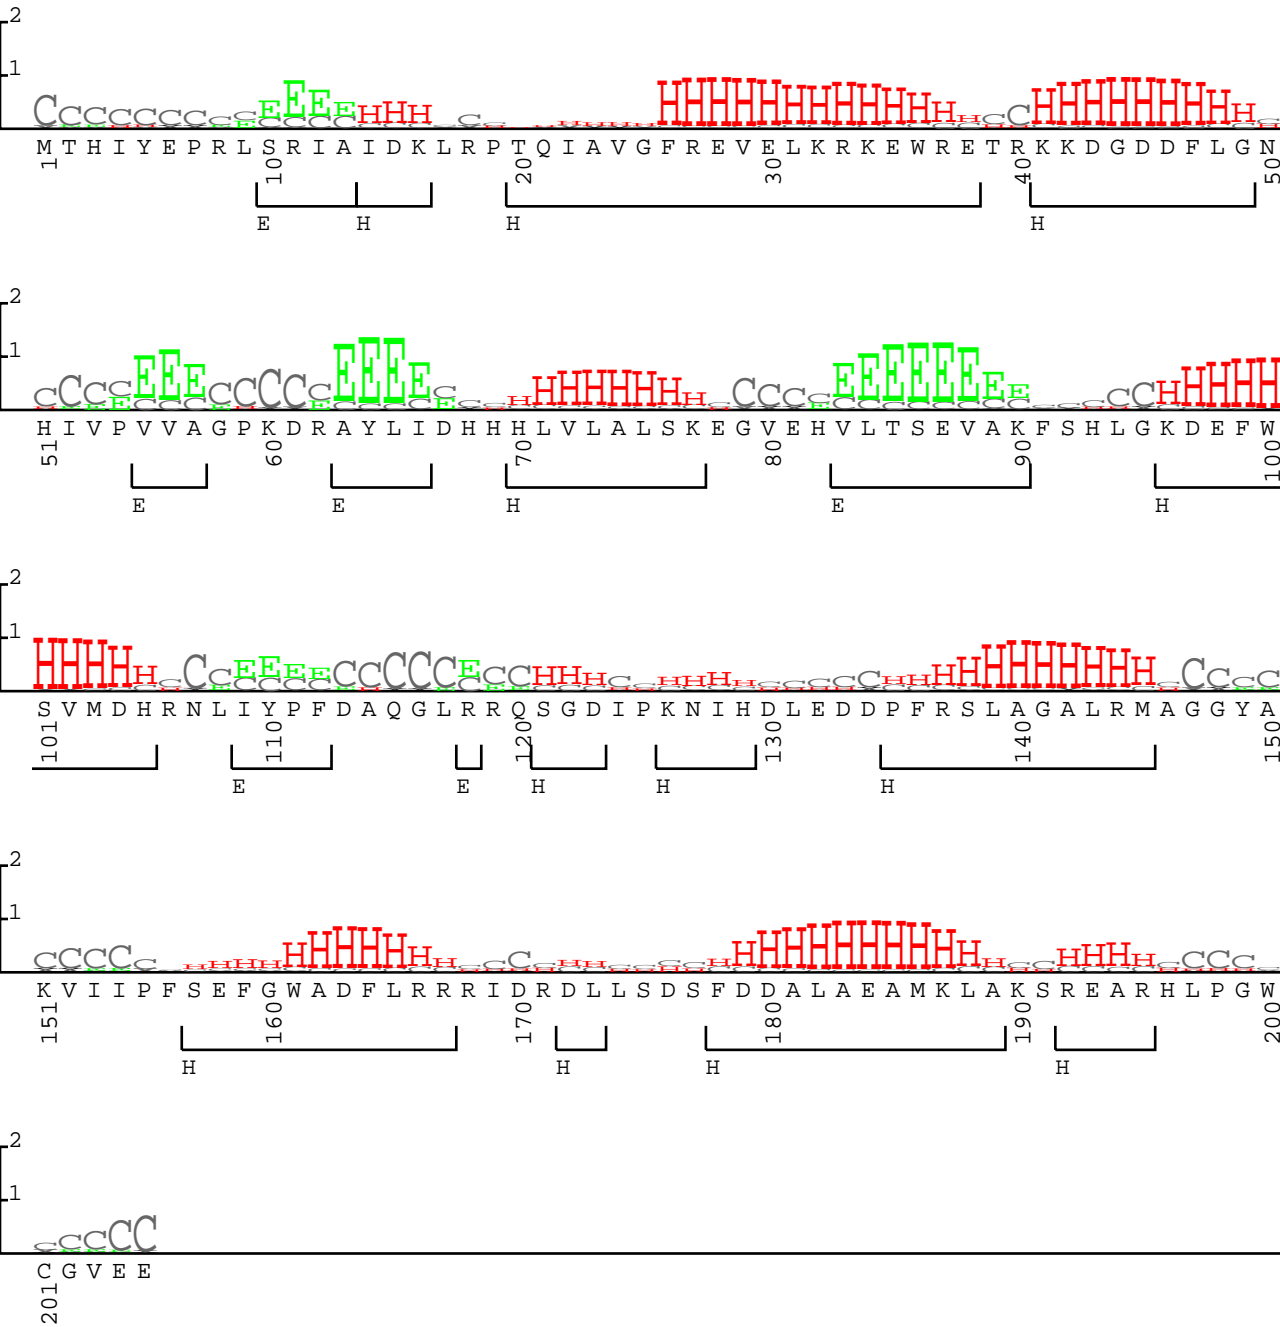 2
1
C C C C C C C C C E E E E H H H C C H H H H H H H H H H H H H H H H H C C H H H H H H H H H C
M T H I Y E P R L S R I A I D K L R P T Q I A V G F R E V E L K R K E W R E T R K K D G D D F L G N
1 10 20 30 40 50
E H H H
2
1
C C C C E E E C C C C C E E E E C C C H H H H H H H H C C C C E E E E E E E E C C C C C H H H H H
H I V P V V A G P K D R A Y L I D H H H L V L A L S K E G V E H V L T S E V A K F S H L G K D E F W
51 60 70 80 90 100
E E H E H
2
1
H H H H H H C C C E E E E C C C C C E C C H H H C H H H H C C C C C H H H H H H H H H H H C C C C C
S V M D H R N L I Y P F D A Q G L R R Q S G D I P K N I H D L E D D P F R S L A G A L R M A G G Y A
101 110 120 130 140 150
E E H H H
2
1
C C C C C H H H H H H H H H H H C C C C H H C C C C H H H H H H H H H H H H C C H H H H C C C C C
K V I I P F S E F G W A D F L R R R I D R D L L S D S F D D A L A E A M K L A K S R E A R H L P G W
151 160 170 180 190 200
H H H H
2
1
C C C C C
C G V E E
201